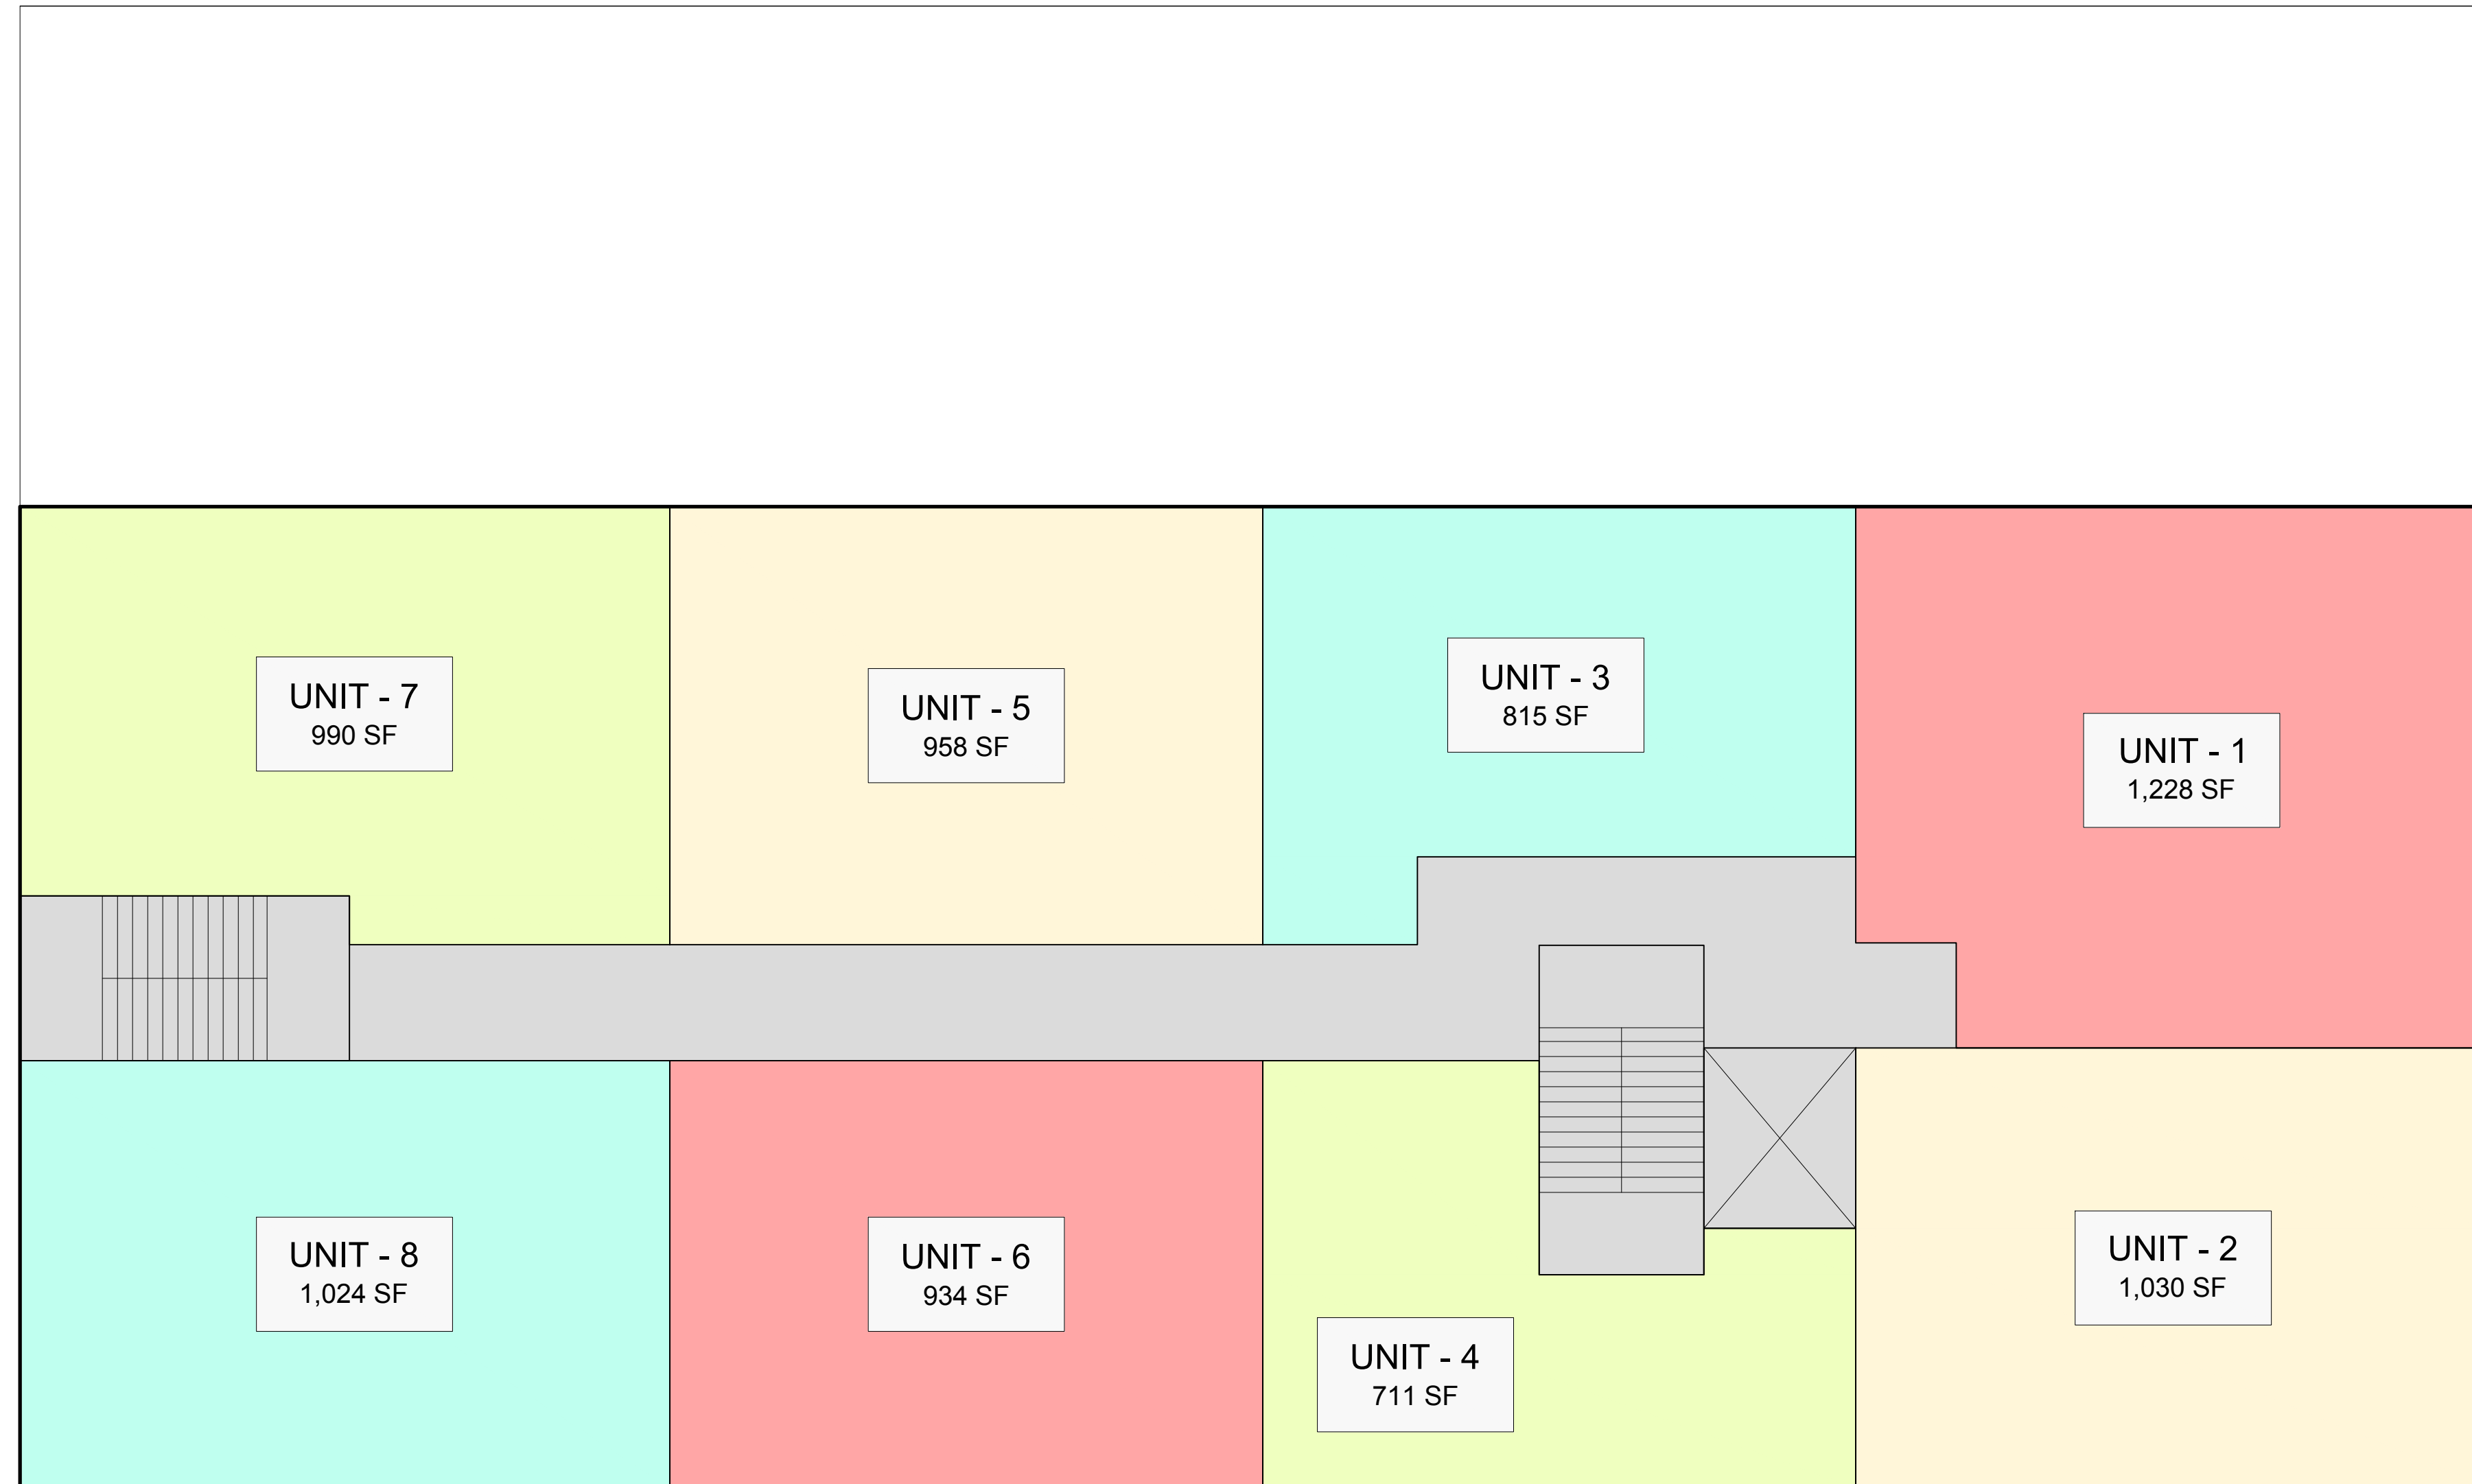 UNIT - 7
990 SF
UNIT - 5
958 SF
UNIT - 3
815 SF
UNIT - 1
1,228 SF
UNIT - 8
1,024 SF
UNIT - 6
934 SF
UNIT - 4
711 SF
UNIT - 2
1,030 SF